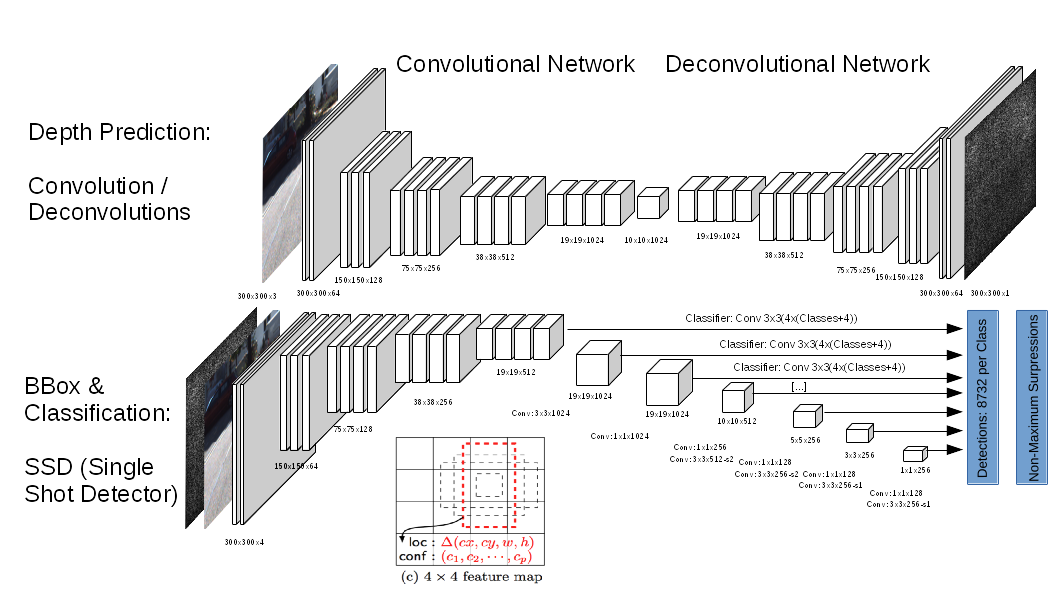 Convolutional Network
Deconvolutional Network
Depth Prediction:
Convolution /
Deconvolutions
300x300x3
300x300x64
150x150x128
75x75x256
38x38x512
19x19x1024
10x10x1024
19x19x1024
38x38x512
75x75x256
150x150x128
300x300x64
300x300x1
BBox &
Classification:
SSD (Single
Shot Detector)
300x300x4
150x150x64
75x75x128
38x38x256
19x19x512
Classifier: Conv 3x3(4x(Classes+4))
Classifier: Conv 3x3(4x(Classes+4))
Classifier: Conv 3x3(4x(Classes+4))
[...]
19x19x1024
19x19x1024
10x10x512
5x5x256
3x3x256
1x1x256
Conv:3x3x1024
Conv:1x1x1024
Conv:1x1x256
Conv:3x3x512-s2
Conv:1x1x128
Conv:3x3x256-s2
Conv:1x1x128
Conv:3x3x256-s1
Conv:1x1x128
Conv:3x3x256-s1
Detections: 8732 per Class
Non-Maximum Surpressions
loc : Δ(cx, cy, w, h)
conf : (c₁, c₂, ···, cₚ)
(c) 4 × 4 feature map